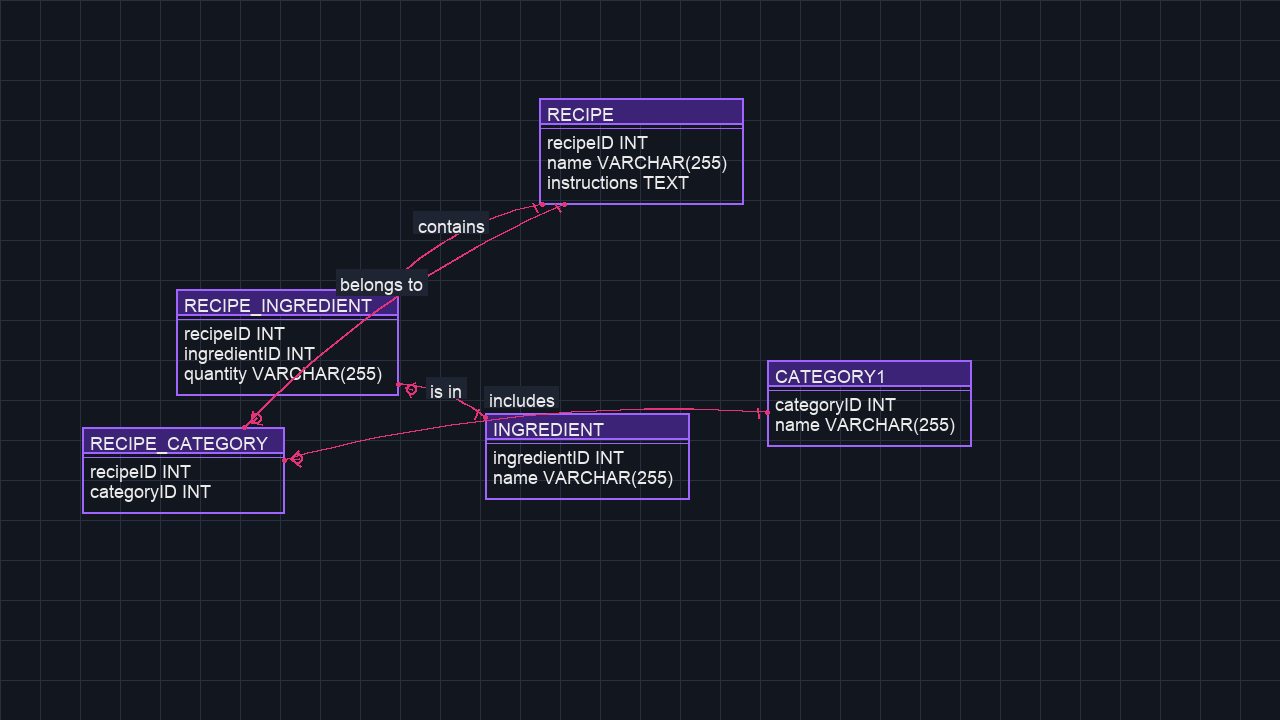 RECIPE
recipeID INT
name VARCHAR(255)
instructions TEXT
contains
belongs to
RECIPE_INGREDIENT
recipeID INT
ingredientID INT
quantity VARCHAR(255)
is in
includes
CATEGORY1
categoryID INT
name VARCHAR(255)
INGREDIENT
ingredientID INT
name VARCHAR(255)
RECIPE_CATEGORY
recipeID INT
categoryID INT